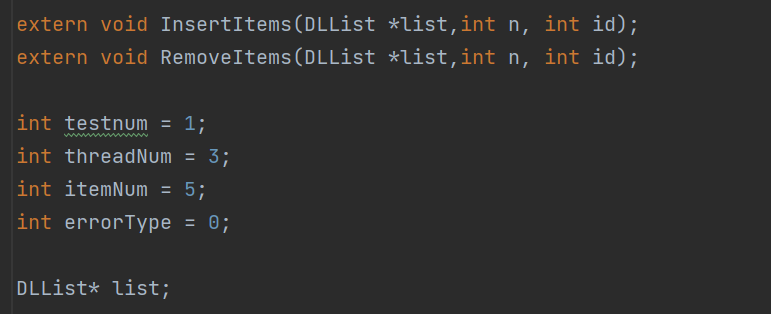 extern void InsertItems(DLList *list,int n, int id);
extern void RemoveItems(DLList *list,int n, int id);
int testnum = 1;
int threadNum = 3;
int itemNum = 5;
int errorType = 0;
DLList* list;